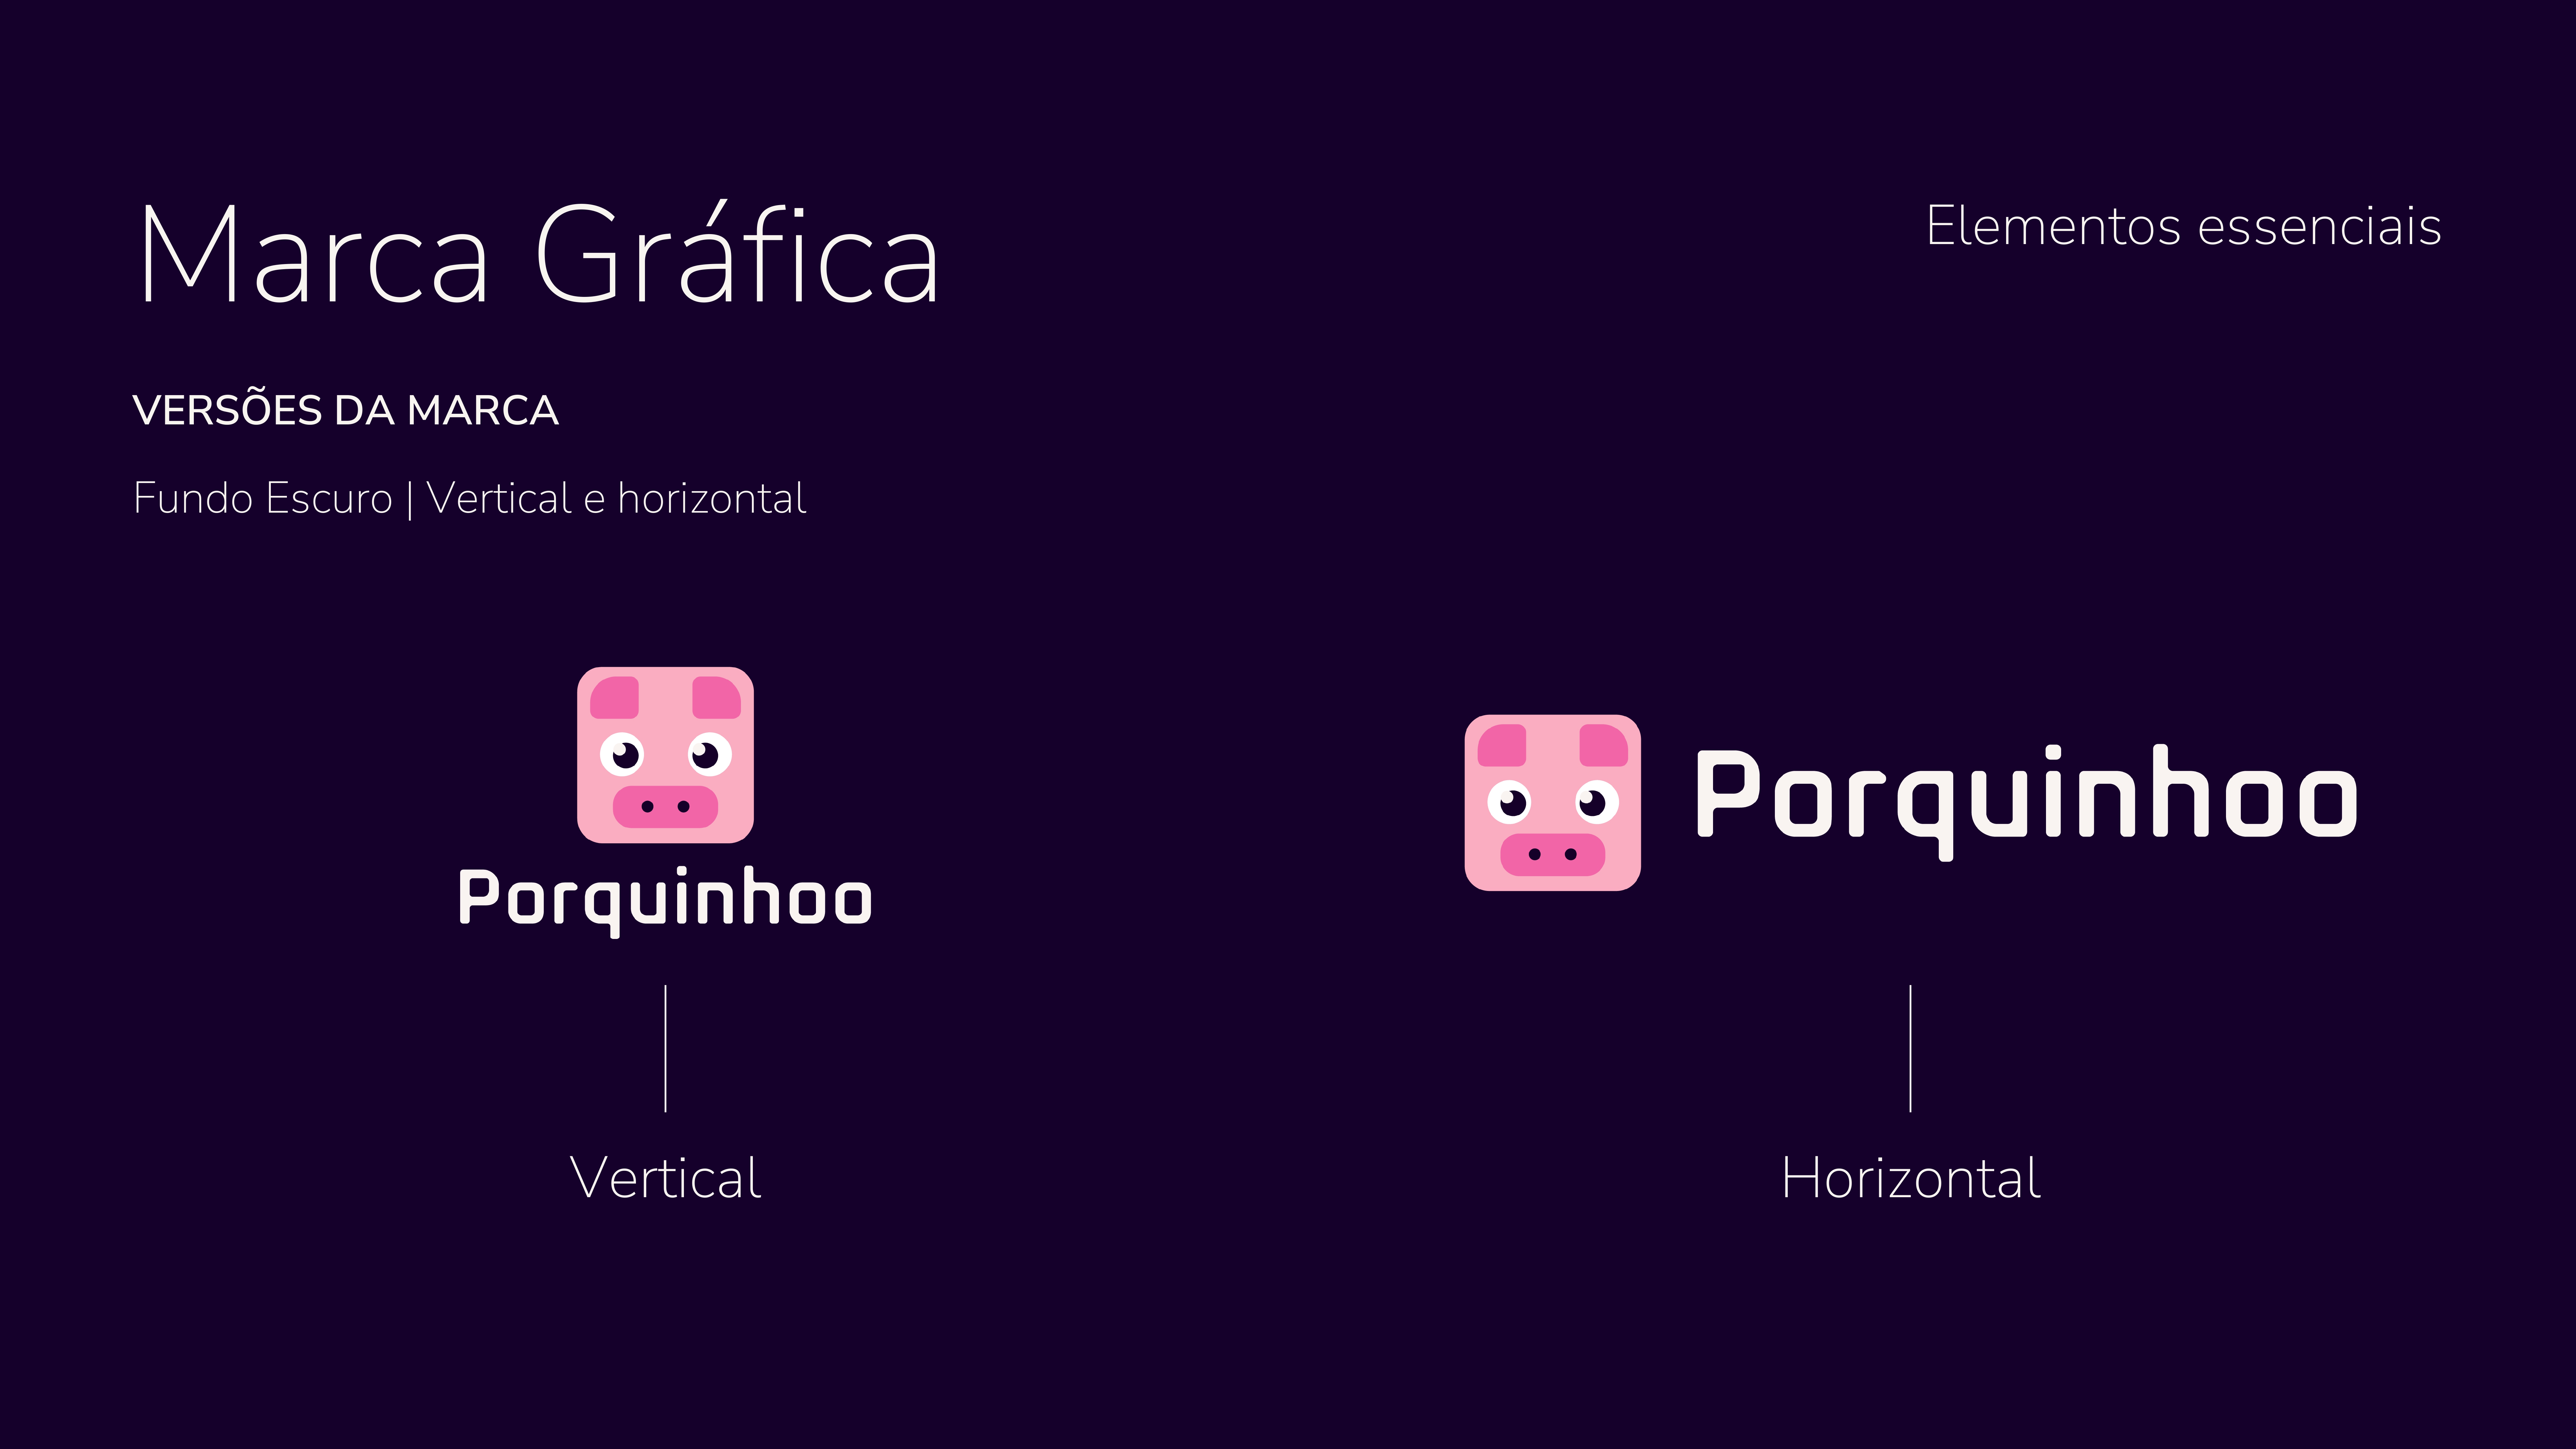 Marca Gráfica
Elementos essenciais
VERSÕES DA MARCA
Fundo Escuro | Vertical e horizontal
Porquinhoo
Porquinhoo
Vertical
Horizontal